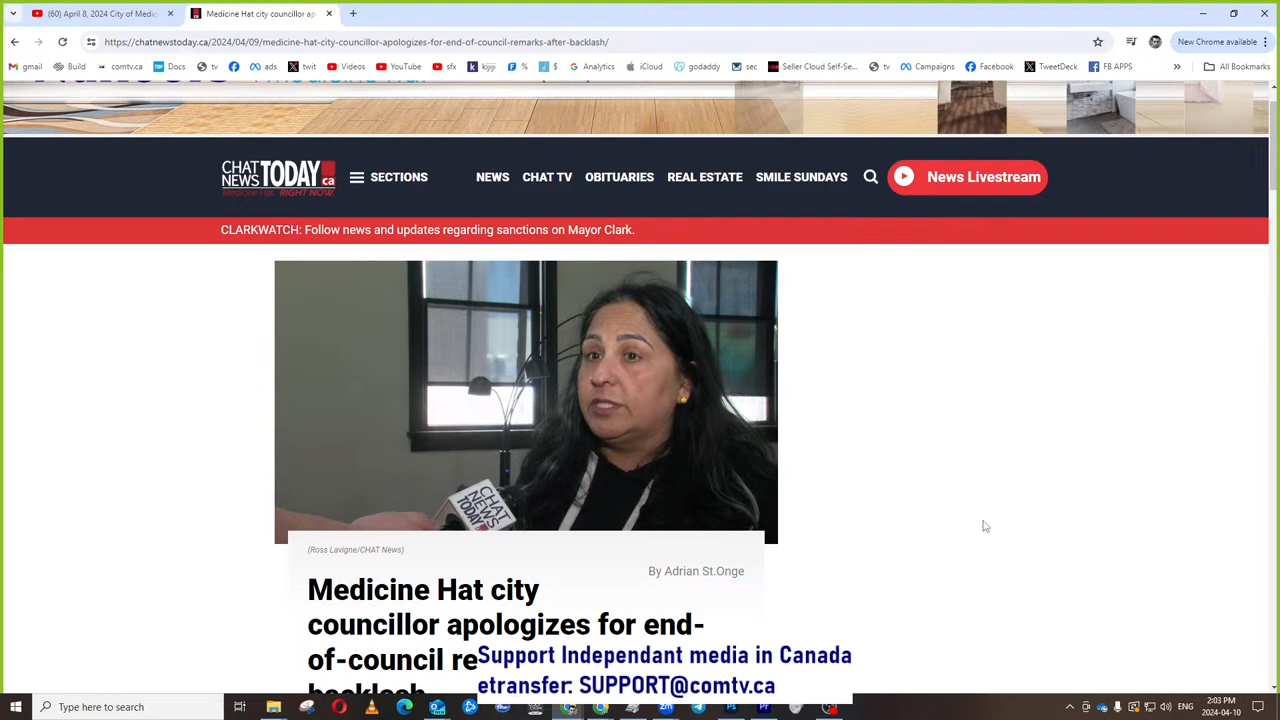 (60) April 8, 2024 City of Medic
Medicine Hat city councillor ap
New Chrome available
https://chatnewstoday.ca/2024/04/09/medicine-hat-city-councillor-apologizes-for-end-of-council-remarks-after-backlash/
gmail Build comtv.ca Docs tv ads twit Videos YouTube sfx kijiji % $ Analytics iCloud godaddy sec Seller Cloud Self-Se... tv Campaigns Facebook TweetDeck FB APPS All Bookmarks
CHAT NEWS TODAY ca
Medicine Hat. RIGHT NOW.
SECTIONS NEWS CHAT TV OBITUARIES REAL ESTATE SMILE SUNDAYS News Livestream
CLARKWATCH: Follow news and updates regarding sanctions on Mayor Clark.
CHAT
NEWS
TODAY
(Ross Lavigne/CHAT News)
By Adrian St.Onge
Medicine Hat city
councillor apologizes for end-
of-council re
backlash
Support Independant media in Canada
etransfer: SUPPORT@comtv.ca
Type here to search
2:03 PM
2024-04-10